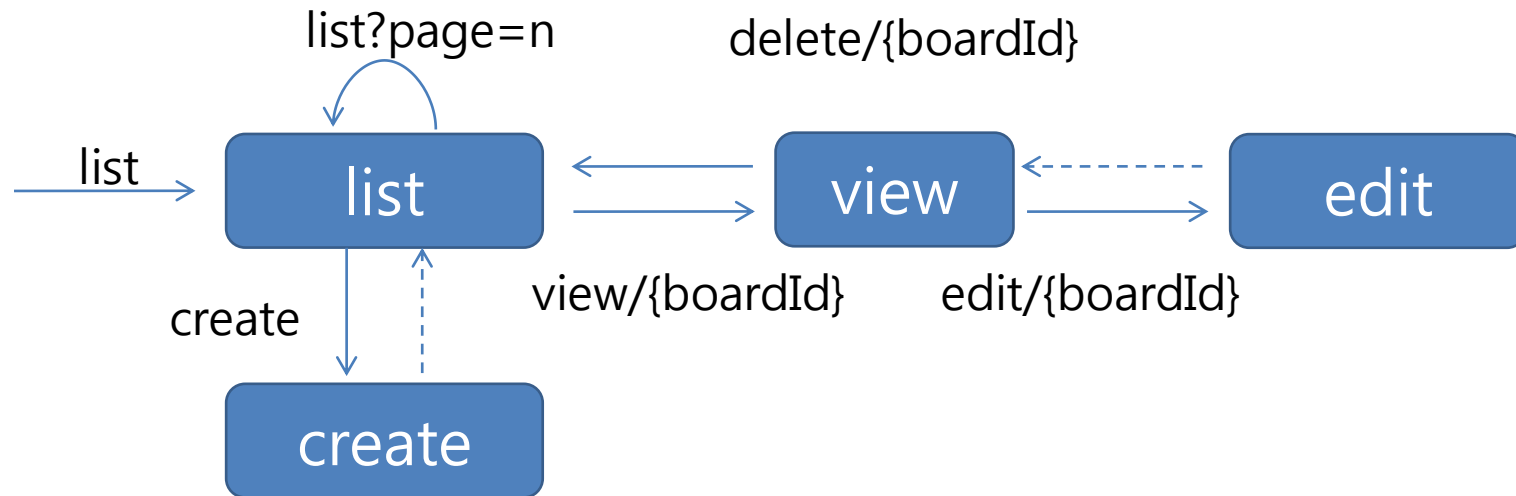 list?page=n
delete/{boardId}
list
list
view
edit
view/{boardId}
edit/{boardId}
create
create